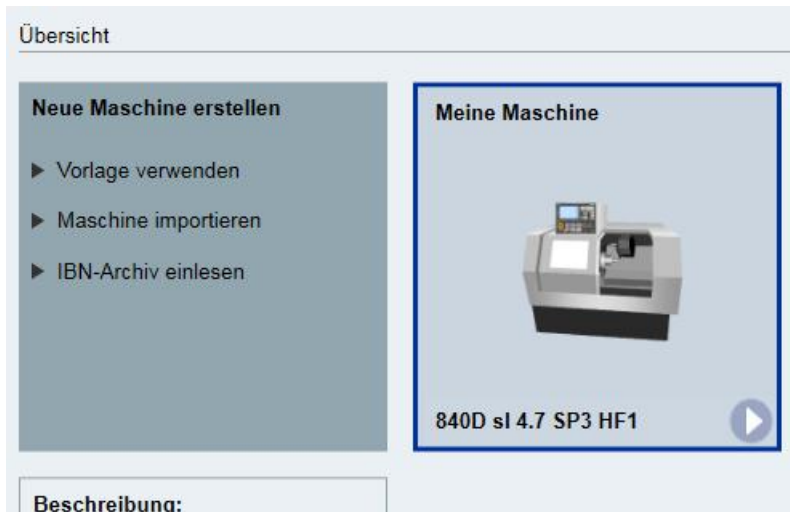 Übersicht
Neue Maschine erstellen
Vorlage verwenden
Maschine importieren
IBN-Archiv einlesen
Meine Maschine
840D sl 4.7 SP3 HF1
Beschreibung: